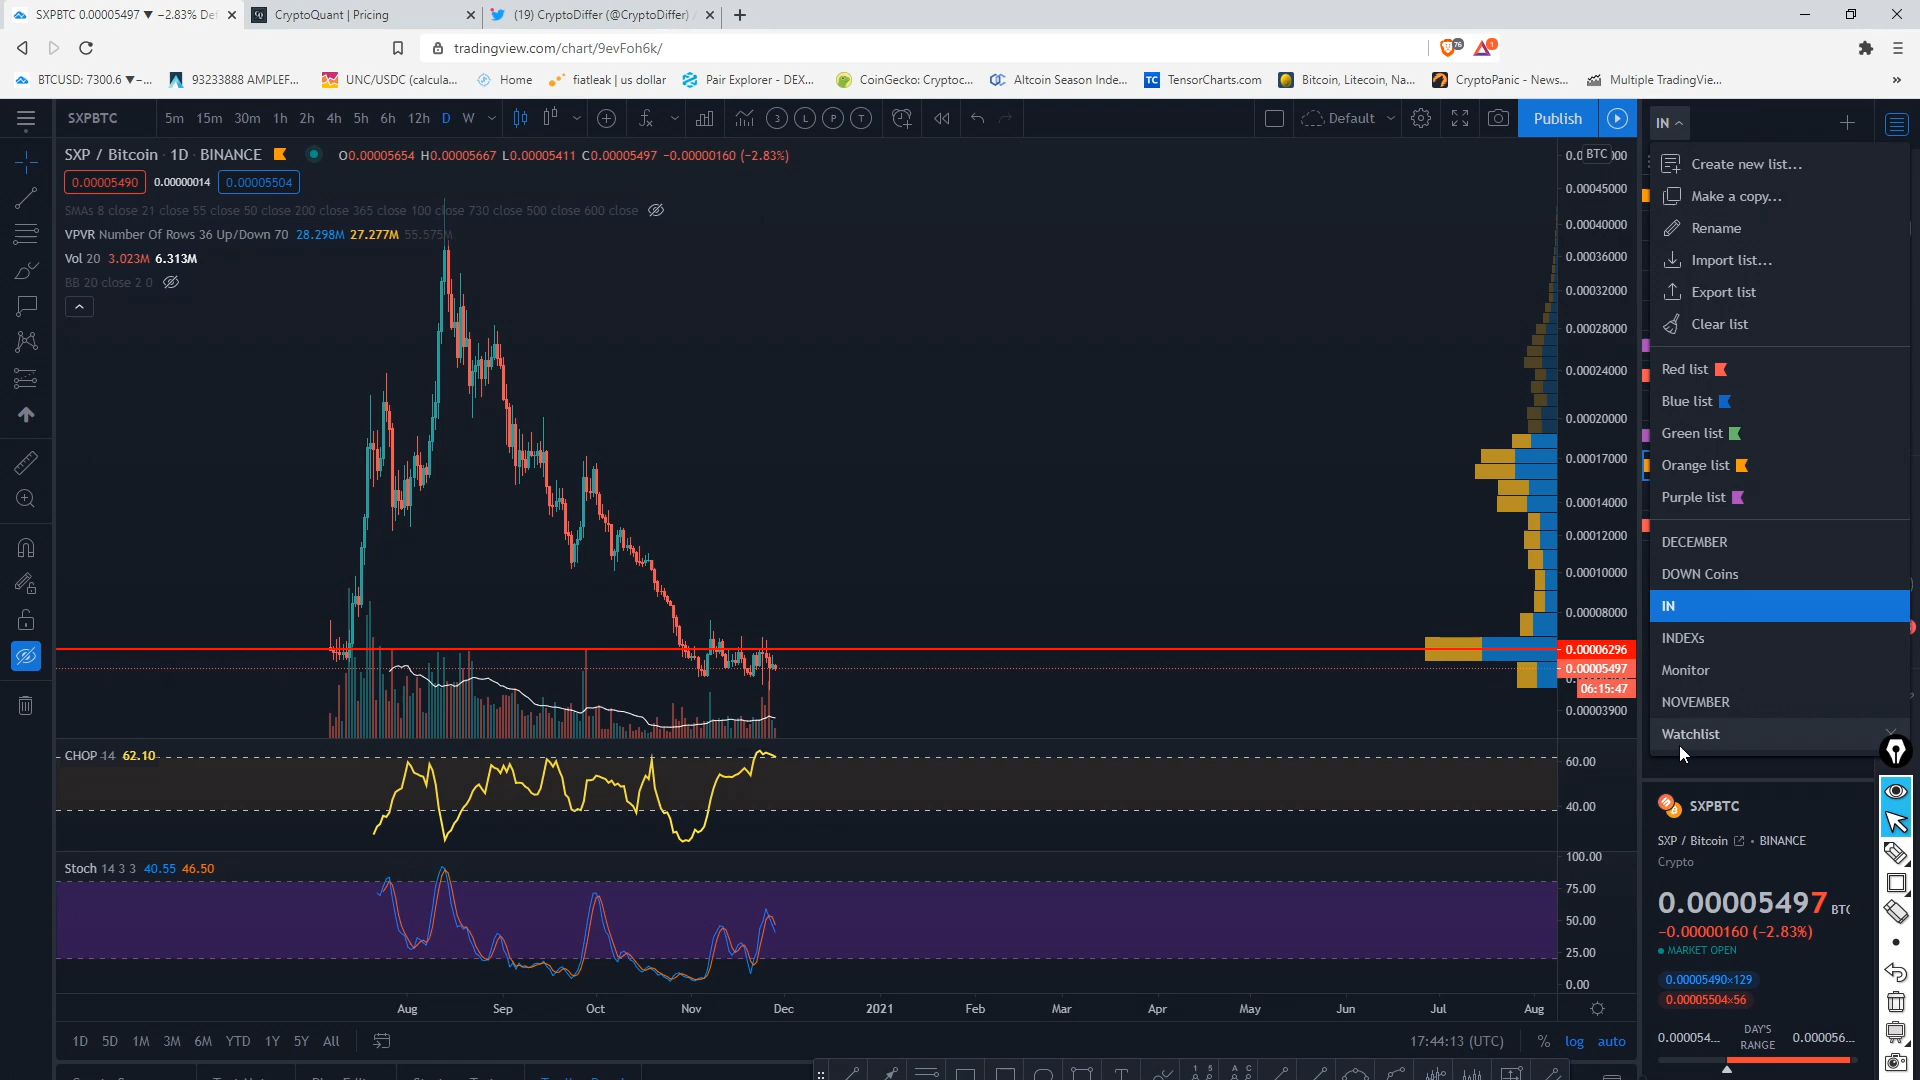 SXPBTC 0.00005497 ▼ −2.83% Def
CryptoQuant | Pricing
(19) CryptoDiffer (@CryptoDiffer)
tradingview.com/chart/9evFoh6k/
76
1
BTCUSD: 7300.6 ▼−...
93233888 AMPLEF...
UNC/USDC (calcula...
Home
fiatleak | us dollar
Pair Explorer - DEX...
CoinGecko: Cryptoc...
Altcoin Season Inde...
TensorCharts.com
Bitcoin, Litecoin, Na...
CryptoPanic - News...
Multiple TradingVie...
SXPBTC 5m 15m 30m 1h 2h 4h 5h 6h 12h D W
3 L P T
Default
Publish
IN
SXP / Bitcoin · 1D · BINANCE
O0.00005654 H0.00005667 L0.00005411 C0.00005497 −0.00000160 (−2.83%)
0.00005490 0.00000014 0.00005504
SMAs 8 close 21 close 55 close 50 close 200 close 365 close 100 close 730 close 500 close 600 close
VPVR Number Of Rows 36 Up/Down 70 28.298M 27.277M 55.575M
Vol 20 3.023M 6.313M
BB 20 close 2 0
BTC
0.00045000
0.00040000
0.00036000
0.00032000
0.00028000
0.00024000
0.00020000
0.00017000
0.00014000
0.00012000
0.00010000
0.00008000
0.00006296
0.00005497
06:15:47
0.00003900
CHOP 14 62.10
60.00
40.00
Stoch 14 3 3 40.55 46.50
100.00
75.00
50.00
25.00
0.00
Aug Sep Oct Nov Dec 2021 Feb Mar Apr May Jun Jul Aug
1D 5D 1M 3M 6M YTD 1Y 5Y All
17:44:13 (UTC) % log auto
Create new list...
Make a copy...
Rename
Import list...
Export list
Clear list
Red list
Blue list
Green list
Orange list
Purple list
DECEMBER
DOWN Coins
IN
INDEXs
Monitor
NOVEMBER
Watchlist
SXPBTC
SXP / Bitcoin • BINANCE
Crypto
0.00005497 BTC
−0.00000160 (−2.83%)
MARKET OPEN
0.00005490×129
0.00005504×56
0.000054... DAY'S RANGE 0.000056...